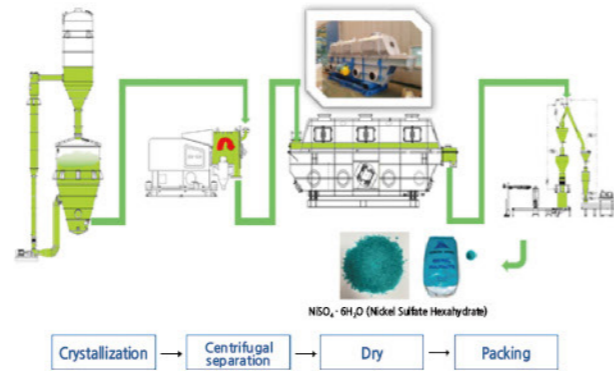 NiSO₄ · 6H₂O (Nickel Sulfate Hexahydrate)
Crystallization
Centrifugal
separation
Dry
Packing